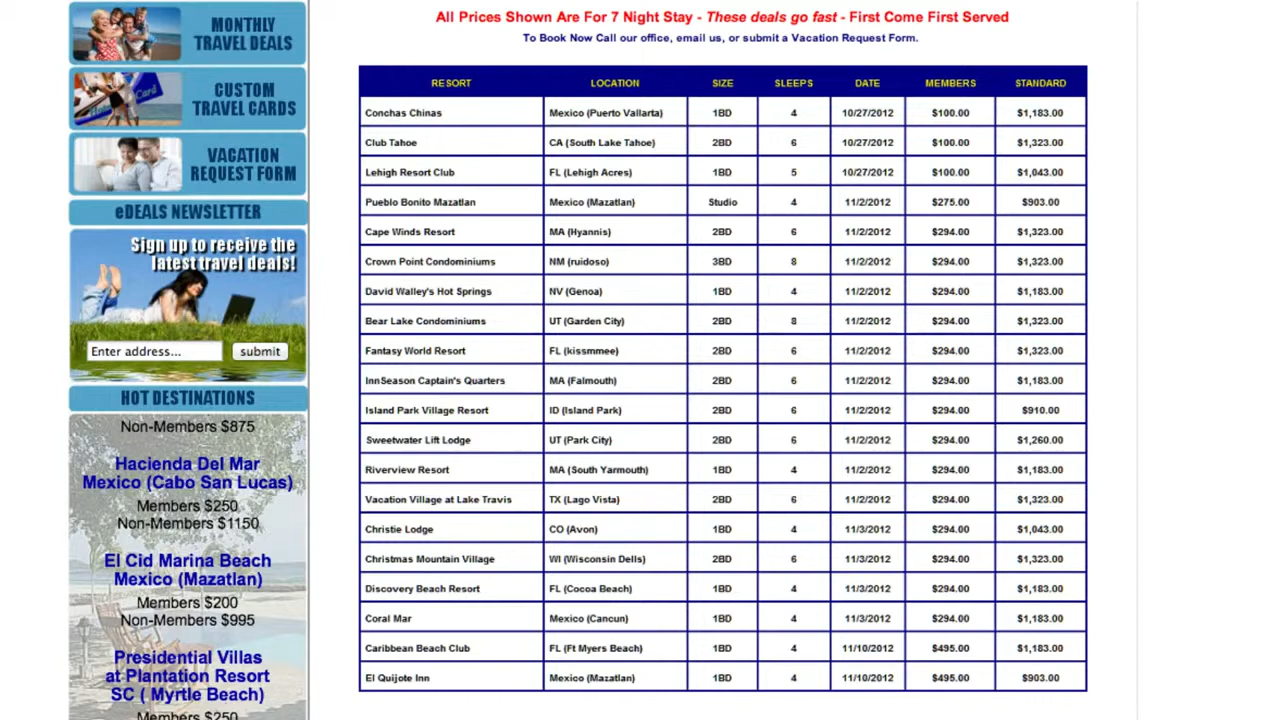 MONTHLY
TRAVEL DEALS
CUSTOM
TRAVEL CARDS
VACATION
REQUEST FORM
eDEALS NEWSLETTER
Sign up to receive the
latest travel deals!
Enter address... submit
HOT DESTINATIONS
Non-Members $875
Hacienda Del Mar
Mexico (Cabo San Lucas)
Members $250
Non-Members $1150
El Cid Marina Beach
Mexico (Mazatlan)
Members $200
Non-Members $995
Presidential Villas
at Plantation Resort
SC ( Myrtle Beach)
Members $250
All Prices Shown Are For 7 Night Stay - These deals go fast - First Come First Served
To Book Now Call our office, email us, or submit a Vacation Request Form.
RESORT LOCATION SIZE SLEEPS DATE MEMBERS STANDARD
Conchas Chinas Mexico (Puerto Vallarta) 1BD 4 10/27/2012 $100.00 $1,183.00
Club Tahoe CA (South Lake Tahoe) 2BD 6 10/27/2012 $100.00 $1,323.00
Lehigh Resort Club FL (Lehigh Acres) 1BD 5 10/27/2012 $100.00 $1,043.00
Pueblo Bonito Mazatlan Mexico (Mazatlan) Studio 4 11/2/2012 $275.00 $903.00
Cape Winds Resort MA (Hyannis) 2BD 6 11/2/2012 $294.00 $1,323.00
Crown Point Condominiums NM (ruidoso) 3BD 8 11/2/2012 $294.00 $1,323.00
David Walley's Hot Springs NV (Genoa) 1BD 4 11/2/2012 $294.00 $1,183.00
Bear Lake Condominiums UT (Garden City) 2BD 8 11/2/2012 $294.00 $1,323.00
Fantasy World Resort FL (kissmmee) 2BD 6 11/2/2012 $294.00 $1,323.00
InnSeason Captain's Quarters MA (Falmouth) 2BD 6 11/2/2012 $294.00 $1,183.00
Island Park Village Resort ID (Island Park) 2BD 6 11/2/2012 $294.00 $910.00
Sweetwater Lift Lodge UT (Park City) 2BD 6 11/2/2012 $294.00 $1,260.00
Riverview Resort MA (South Yarmouth) 1BD 4 11/2/2012 $294.00 $1,183.00
Vacation Village at Lake Travis TX (Lago Vista) 2BD 6 11/2/2012 $294.00 $1,323.00
Christie Lodge CO (Avon) 1BD 4 11/3/2012 $294.00 $1,043.00
Christmas Mountain Village WI (Wisconsin Dells) 2BD 6 11/3/2012 $294.00 $1,323.00
Discovery Beach Resort FL (Cocoa Beach) 1BD 4 11/3/2012 $294.00 $1,183.00
Coral Mar Mexico (Cancun) 1BD 4 11/3/2012 $294.00 $1,183.00
Caribbean Beach Club FL (Ft Myers Beach) 1BD 4 11/10/2012 $495.00 $1,183.00
El Quijote Inn Mexico (Mazatlan) 1BD 4 11/10/2012 $495.00 $903.00